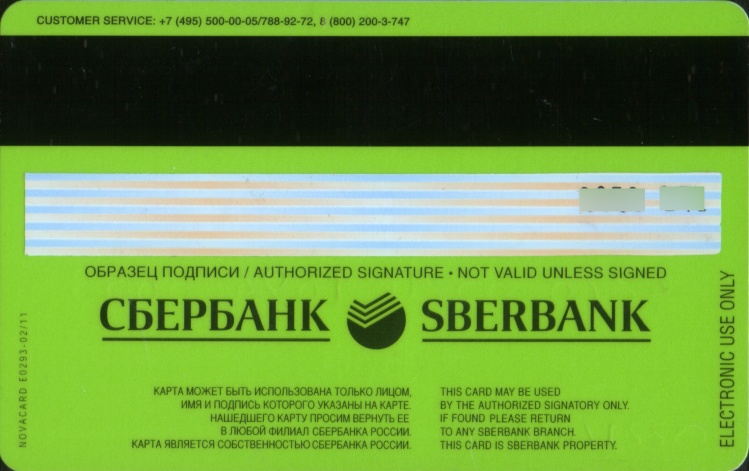 CUSTOMER SERVICE: +7 (495) 500-00-05/788-92-72, 8 (800) 200-3-747
ОБРАЗЕЦ ПОДПИСИ / AUTHORIZED SIGNATURE • NOT VALID UNLESS SIGNED
СБЕРБАНК SBERBANK
КАРТА МОЖЕТ БЫТЬ ИСПОЛЬЗОВАНА ТОЛЬКО ЛИЦОМ,
ИМЯ И ПОДПИСЬ КОТОРОГО УКАЗАНЫ НА КАРТЕ.
НАШЕДШЕГО КАРТУ ПРОСИМ ВЕРНУТЬ ЕЕ
В ЛЮБОЙ ФИЛИАЛ СБЕРБАНКА РОССИИ.
КАРТА ЯВЛЯЕТСЯ СОБСТВЕННОСТЬЮ СБЕРБАНКА РОССИИ.
THIS CARD MAY BE USED
BY THE AUTHORIZED SIGNATORY ONLY.
IF FOUND PLEASE RETURN
TO ANY SBERBANK BRANCH.
THIS CARD IS SBERBANK PROPERTY.
NOVACARD E0293-02/11
ELECTRONIC USE ONLY